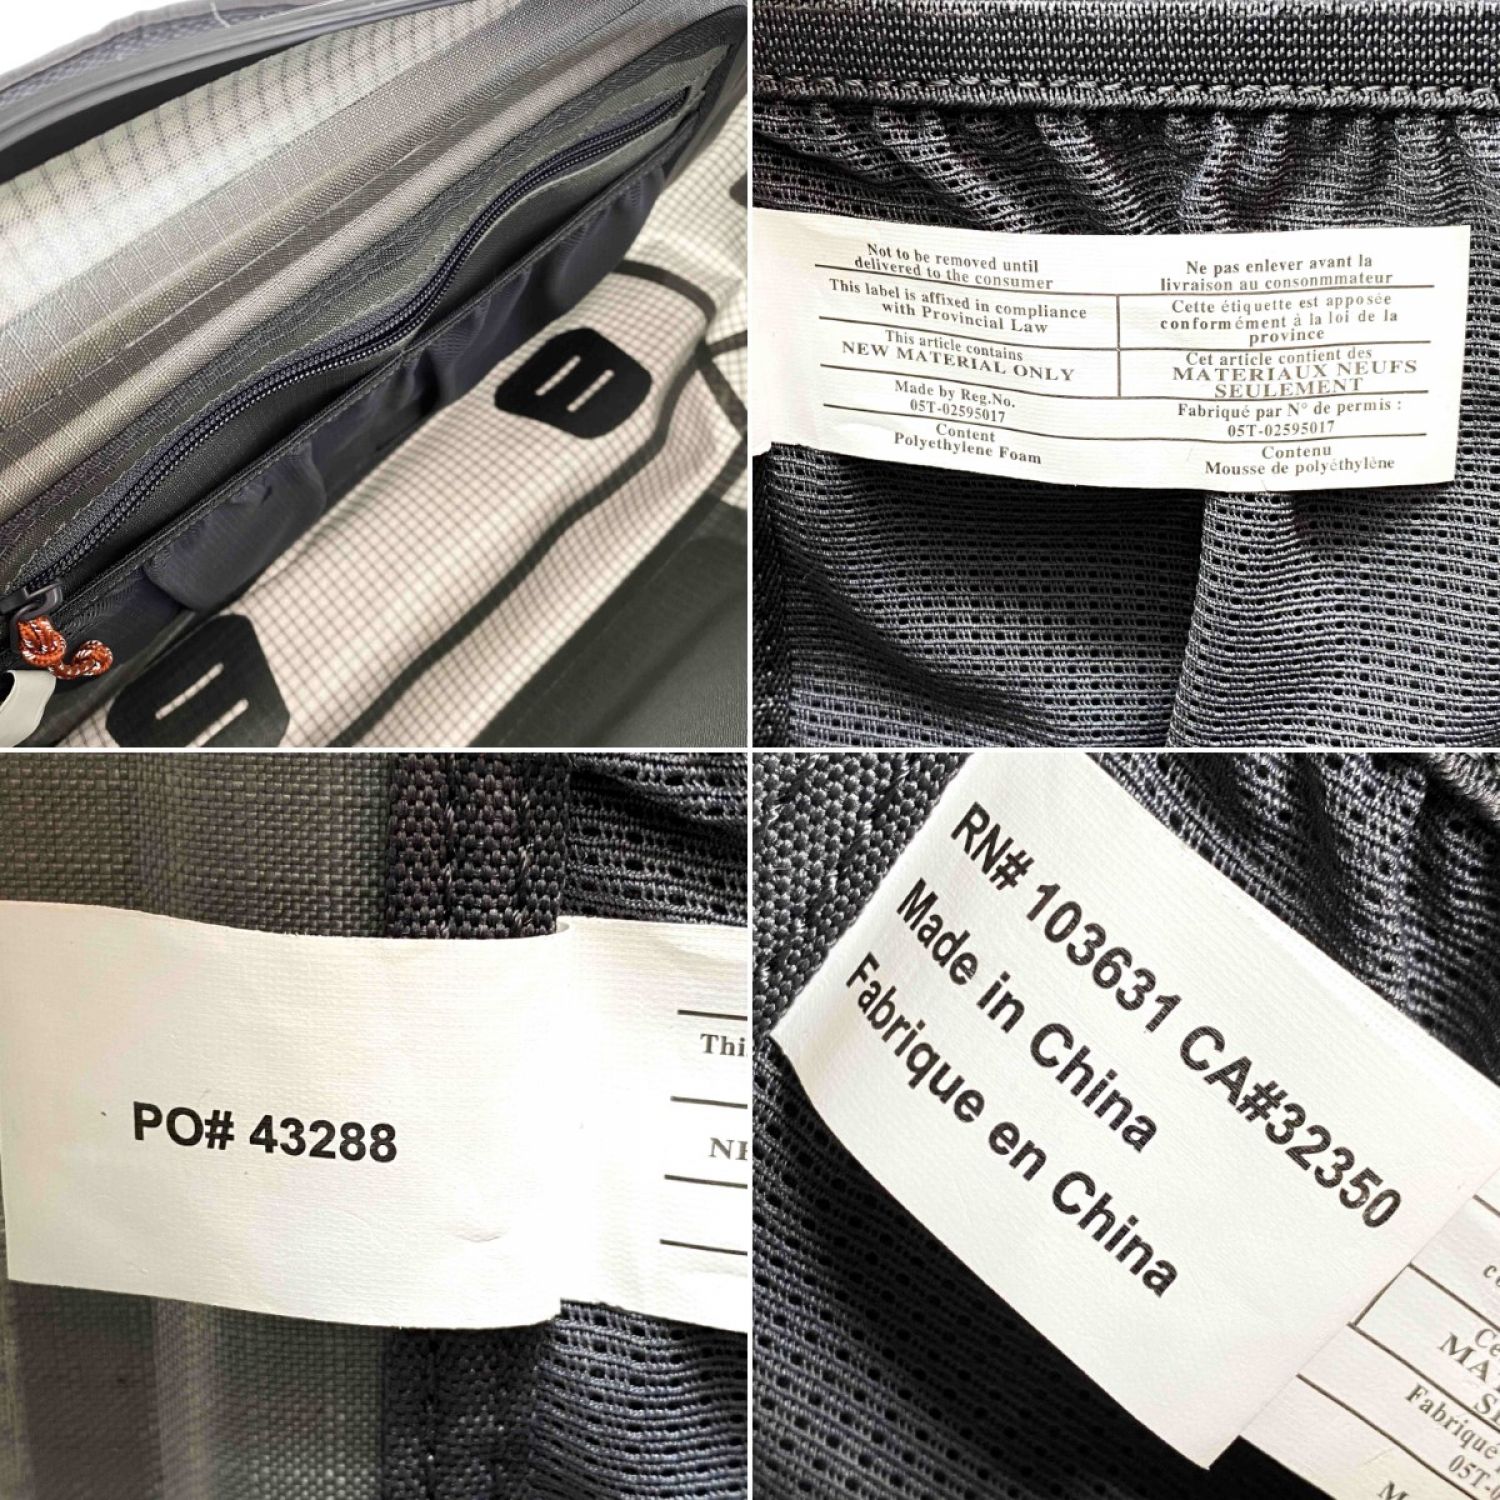 Not to be removed until
delivered to the consumer
This label is affixed in compliance
with Provincial Law
This article contains
NEW MATERIAL ONLY
Made by Reg.No.
05T-02595017
Content
Polyethylene Foam
Ne pas enlever avant la
livraison au consonmmateur
Cette étiquette est apposée
conformément à la loi de la
province
Cet article contient des
MATERIAUX NEUFS
SEULEMENT
Fabriqué par N° de permis :
05T-02595017
Contenu
Mousse de polyéthylène
PO# 43288
Thi
RN# 103631 CA#32350
Made in China
Fabrique en China
Fabriqué